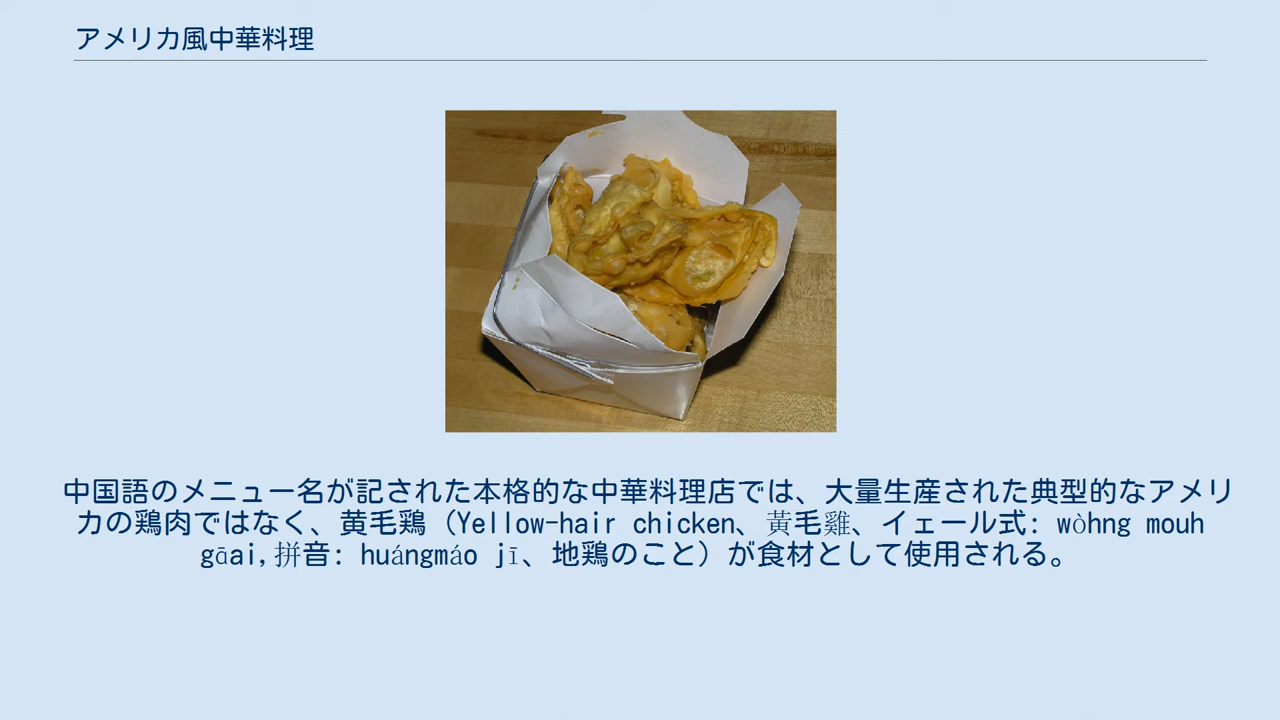 アメリカ風中華料理
中国語のメニュー名が記された本格的な中華料理店では、大量生産された典型的なアメリ
カの鶏肉ではなく、黄毛鶏（Yellow-hair chicken、黃毛雞、イェール式: wòhng mouh
gāai,拼音: huángmáo jī、地鶏のこと）が食材として使用される。